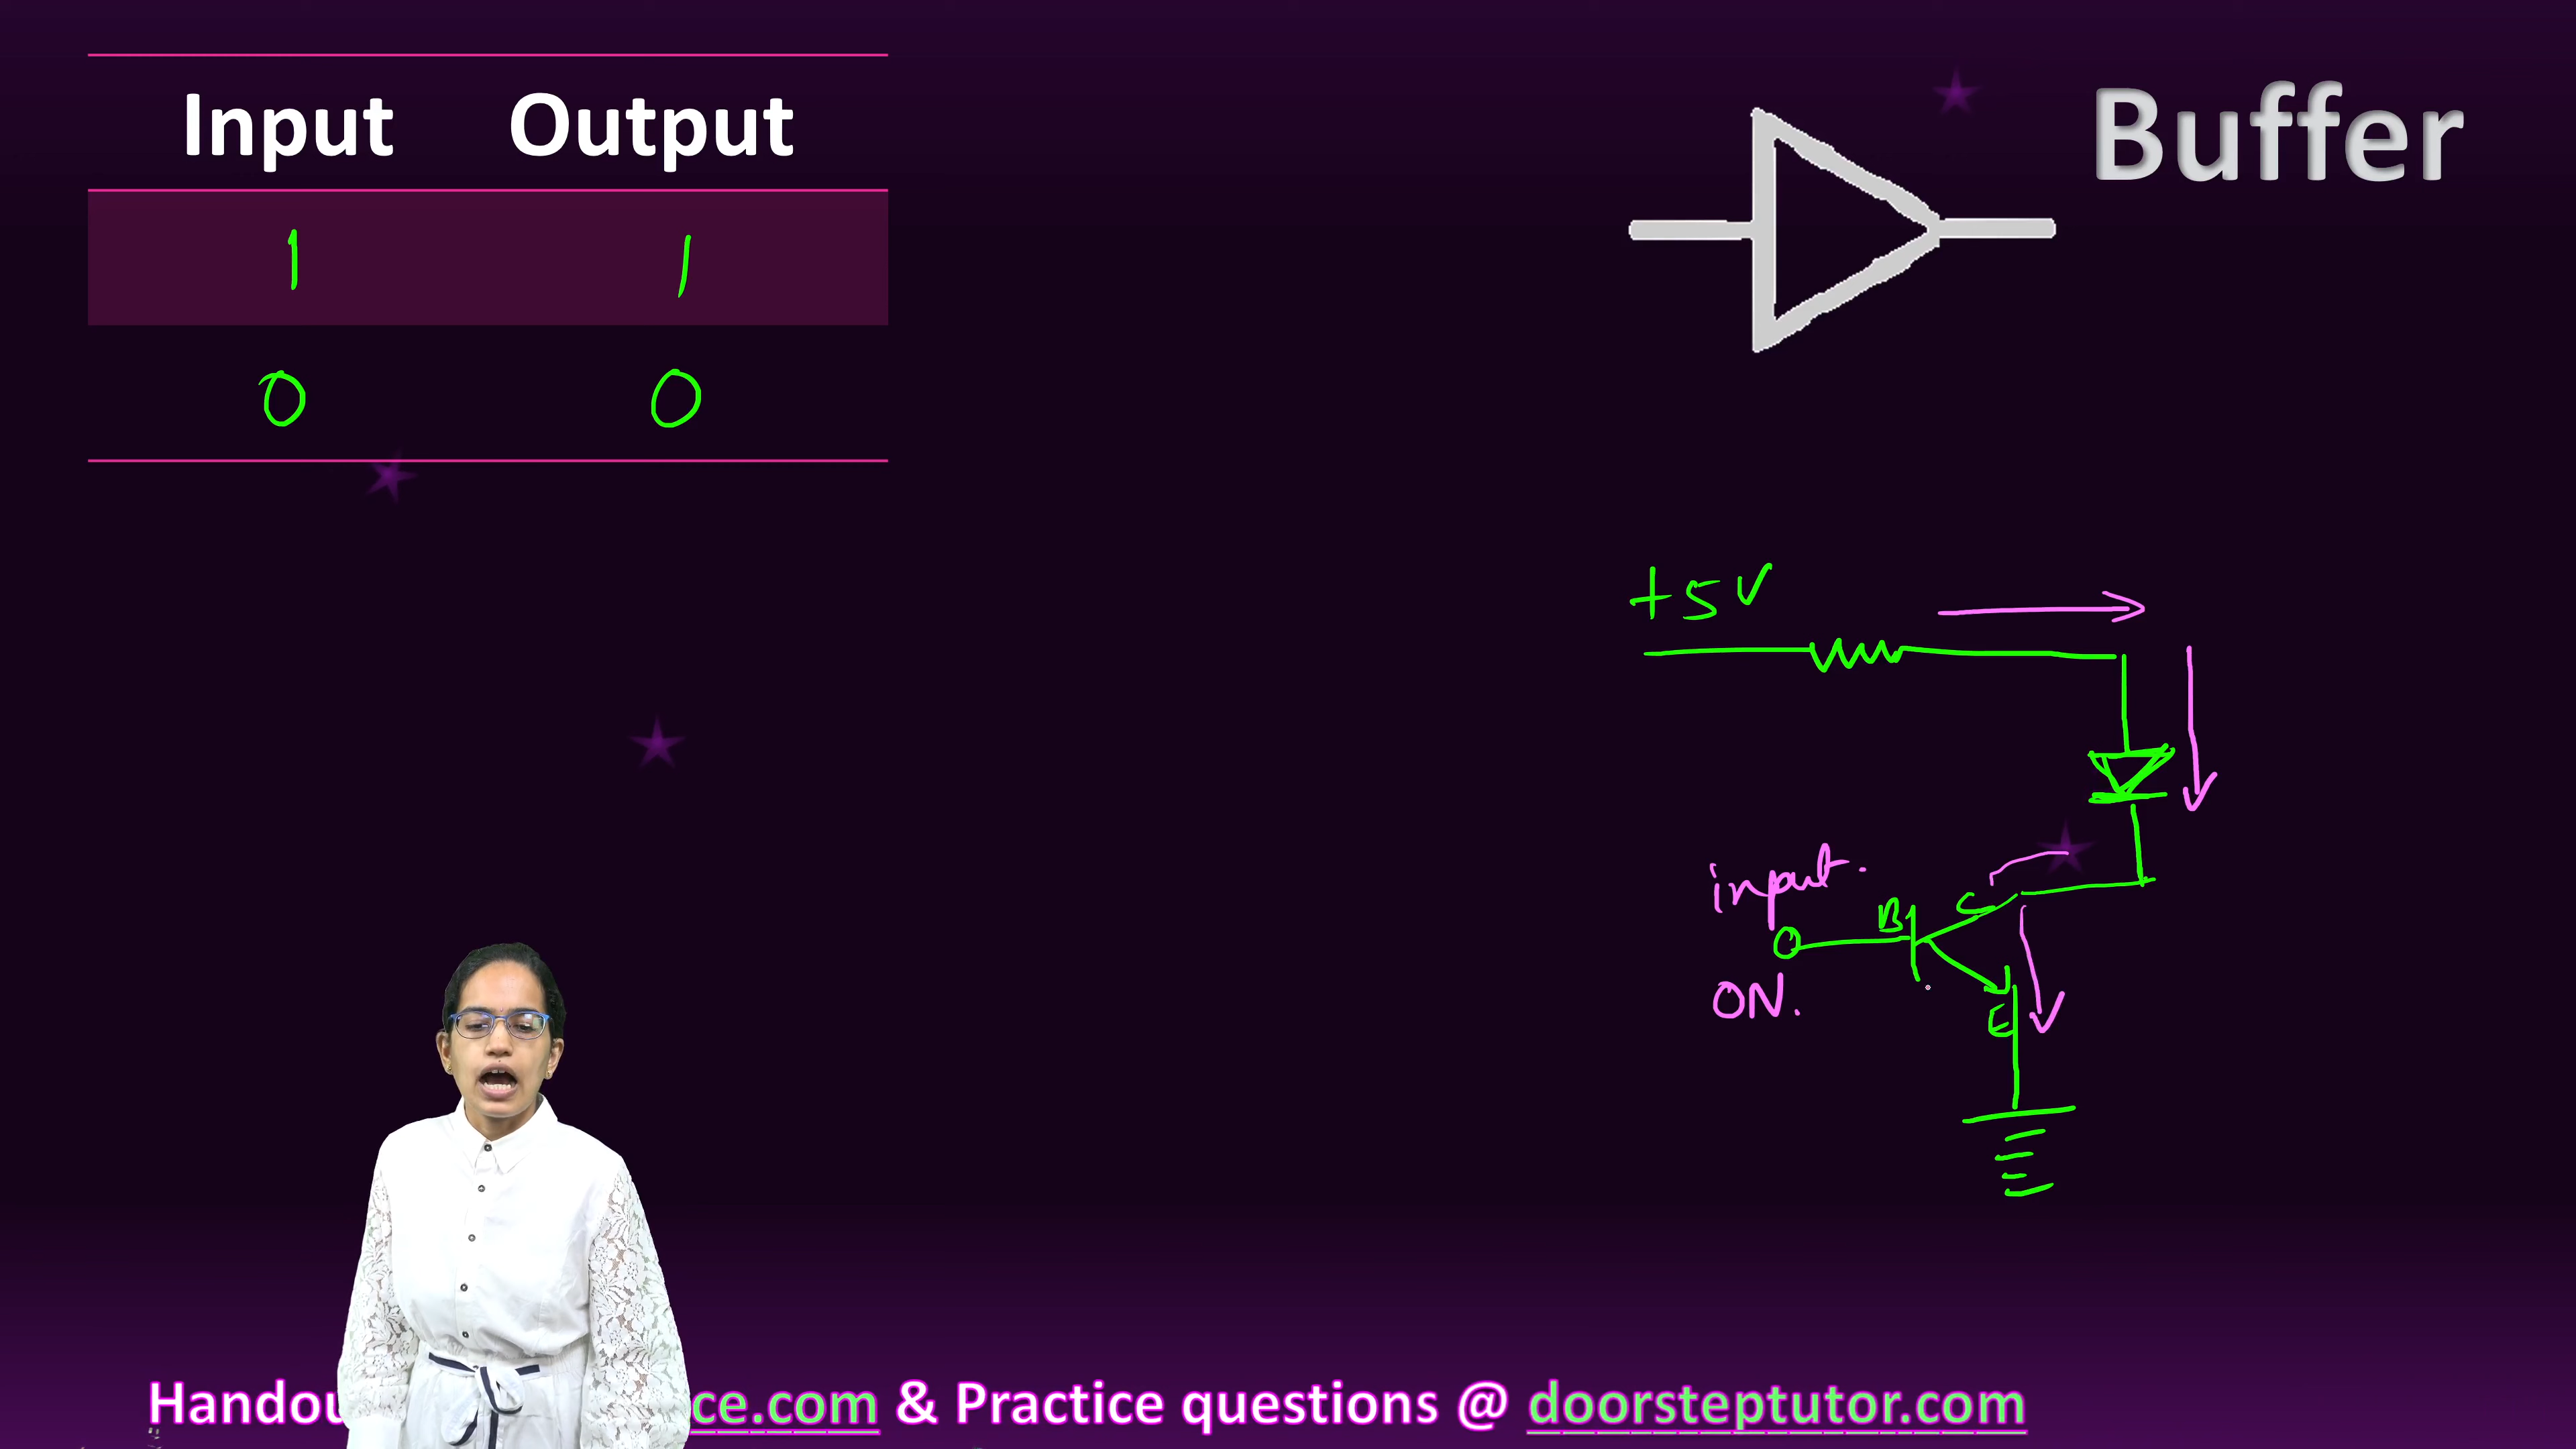 Input Output
1 1
0 0
Buffer
+5V
input.
ON.
B
C
E
Handou ce.com & Practice questions @ doorsteptutor.com